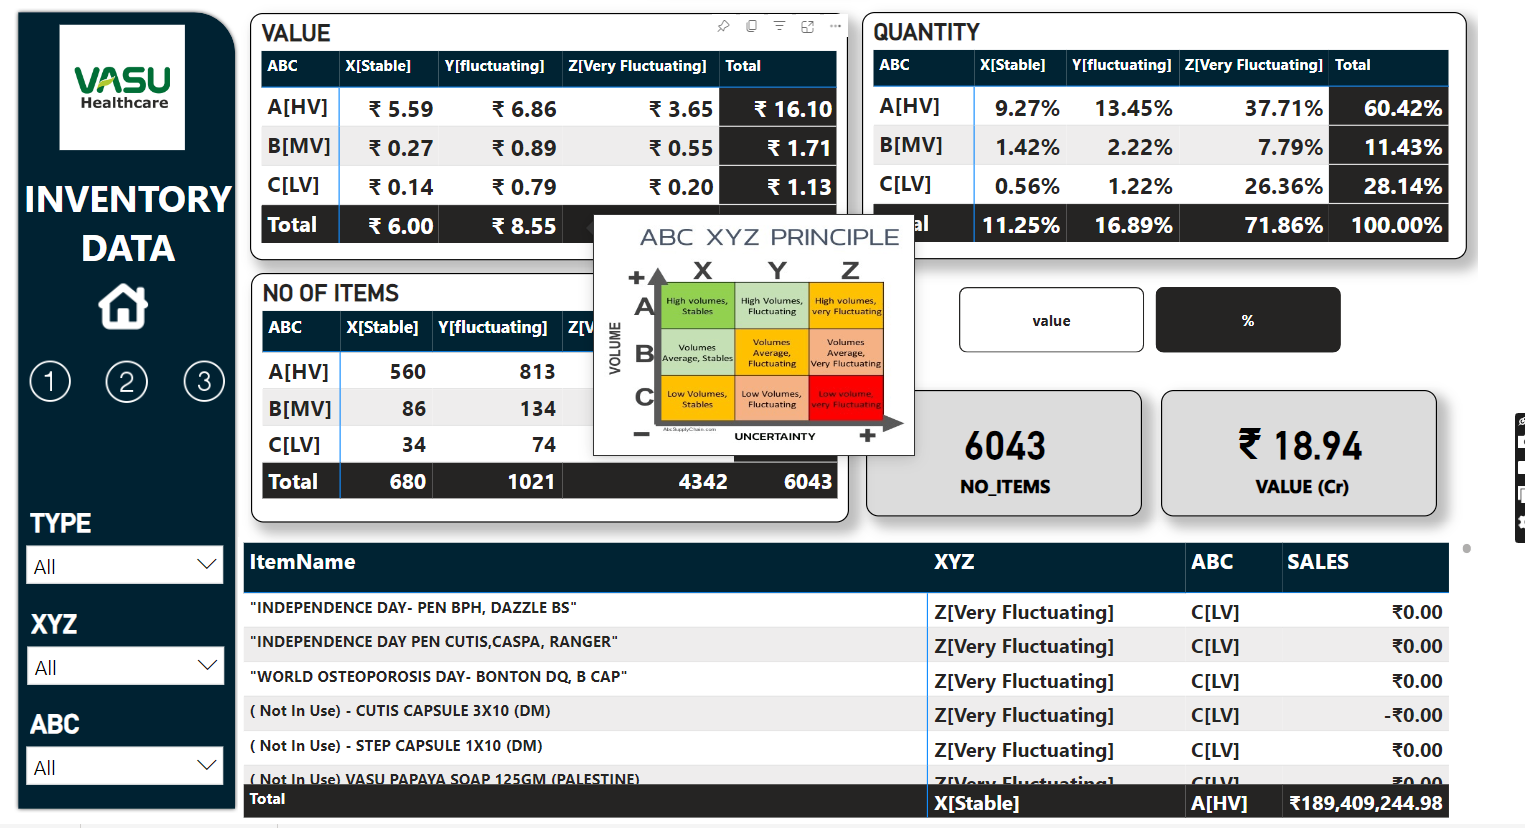 VASU
Healthcare
INVENTORY
DATA
1 2 3
TYPE
All
XYZ
All
ABC
All
VALUE
ABC X[Stable] Y[fluctuating] Z[Very Fluctuating] Total
A[HV] ₹ 5.59 ₹ 6.86 ₹ 3.65 ₹ 16.10
B[MV] ₹ 0.27 ₹ 0.89 ₹ 0.55 ₹ 1.71
C[LV] ₹ 0.14 ₹ 0.79 ₹ 0.20 ₹ 1.13
Total ₹ 6.00 ₹ 8.55
QUANTITY
ABC X[Stable] Y[fluctuating] Z[Very Fluctuating] Total
A[HV] 9.27% 13.45% 37.71% 60.42%
B[MV] 1.42% 2.22% 7.79% 11.43%
C[LV] 0.56% 1.22% 26.36% 28.14%
al 11.25% 16.89% 71.86% 100.00%
NO OF ITEMS
ABC X[Stable] Y[fluctuating] Z[V
A[HV] 560 813
B[MV] 86 134
C[LV] 34 74
Total 680 1021 4342 6043
ABC XYZ PRINCIPLE
X Y Z
+
VOLUME
A High volumes, Stables High Volumes, Fluctuating High volumes, very Fluctuating
B Volumes Average, Stables Volumes Average, Fluctuating Volumes Average, Very Fluctuating
C Low Volumes, Stables Low Volumes, Fluctuating Low volume, very Fluctuating
AbcSupplyChain.com
− UNCERTAINTY +
value
%
6043
NO_ITEMS
₹ 18.94
VALUE (Cr)
ItemName XYZ ABC SALES
"INDEPENDENCE DAY- PEN BPH, DAZZLE BS" Z[Very Fluctuating] C[LV] ₹0.00
"INDEPENDENCE DAY PEN CUTIS,CASPA, RANGER" Z[Very Fluctuating] C[LV] ₹0.00
"WORLD OSTEOPOROSIS DAY- BONTON DQ, B CAP" Z[Very Fluctuating] C[LV] ₹0.00
( Not In Use) - CUTIS CAPSULE 3X10 (DM) Z[Very Fluctuating] C[LV] -₹0.00
( Not In Use) - STEP CAPSULE 1X10 (DM) Z[Very Fluctuating] C[LV] ₹0.00
( Not In Use) VASU PAPAYA SOAP 125GM (PALESTINE) Z[Very Fluctuating] C[LV] ₹0.00
Total X[Stable] A[HV] ₹189,409,244.98